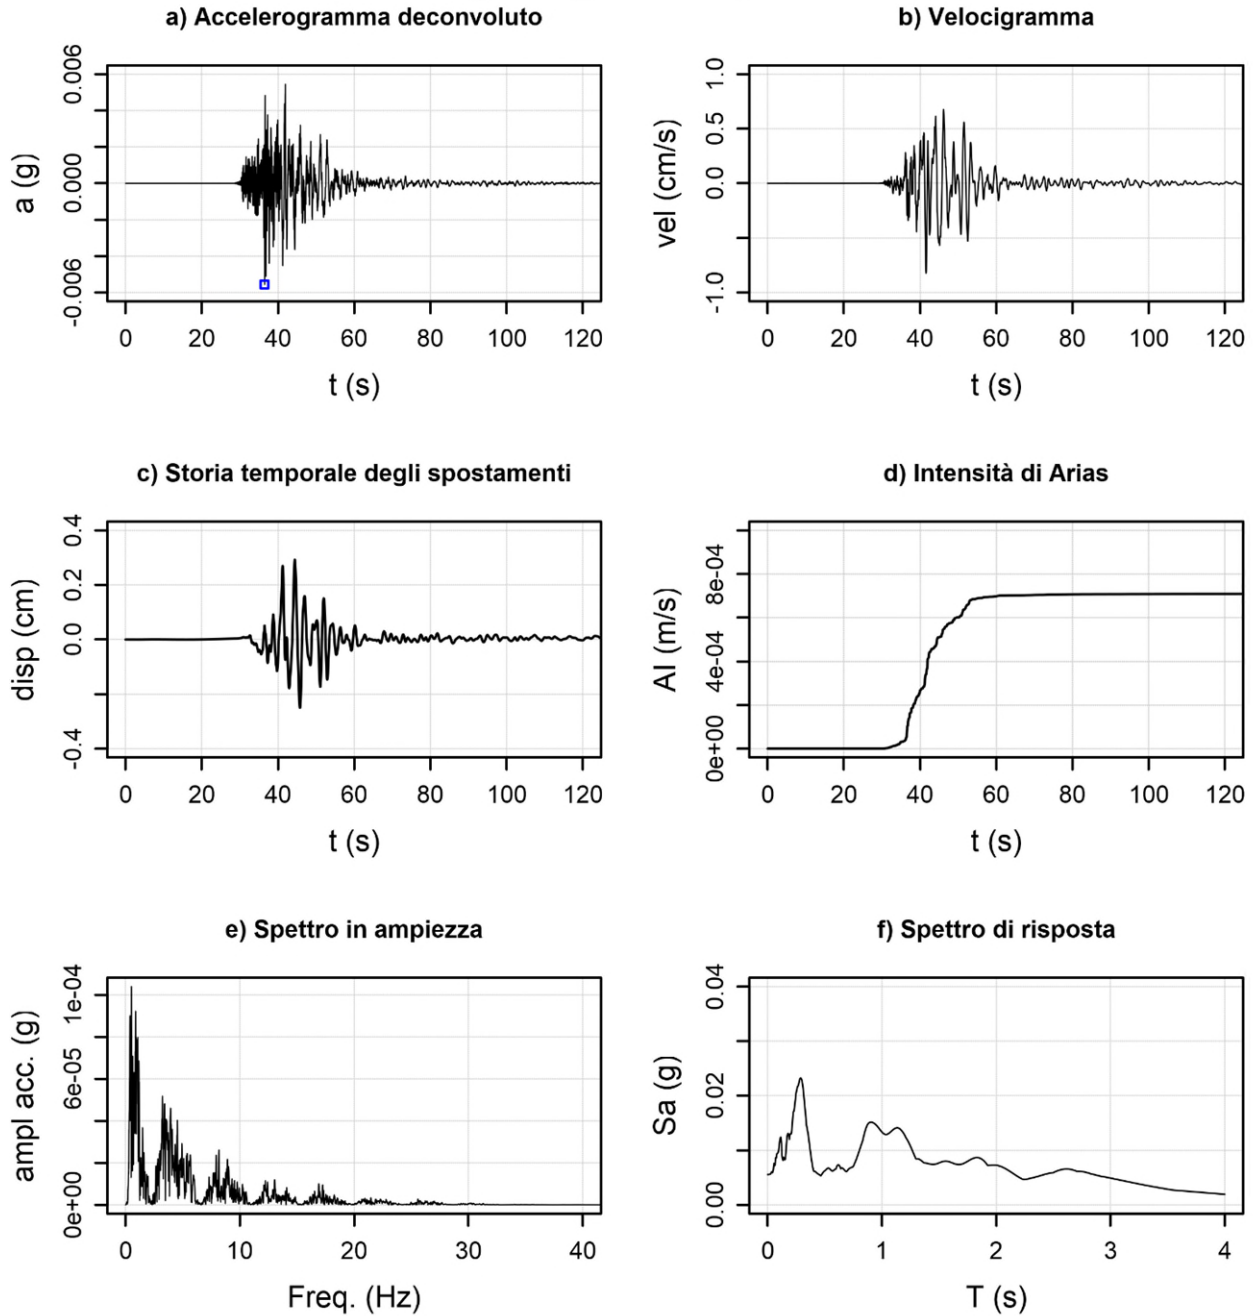 a) Accelerogramma deconvoluto
a (g)
0.006
0.000
-0.006
0 20 40 60 80 100 120
t (s)
b) Velocigramma
vel (cm/s)
1.0
0.5
0.0
-1.0
0 20 40 60 80 100 120
t (s)
c) Storia temporale degli spostamenti
disp (cm)
0.4
0.2
0.0
-0.4
0 20 40 60 80 100 120
t (s)
d) Intensità di Arias
AI (m/s)
8e-04
4e-04
0e+00
0 20 40 60 80 100 120
t (s)
e) Spettro in ampiezza
ampl acc. (g)
1e-04
6e-05
0e+00
0 10 20 30 40
Freq. (Hz)
f) Spettro di risposta
Sa (g)
0.04
0.02
0.00
0 1 2 3 4
T (s)